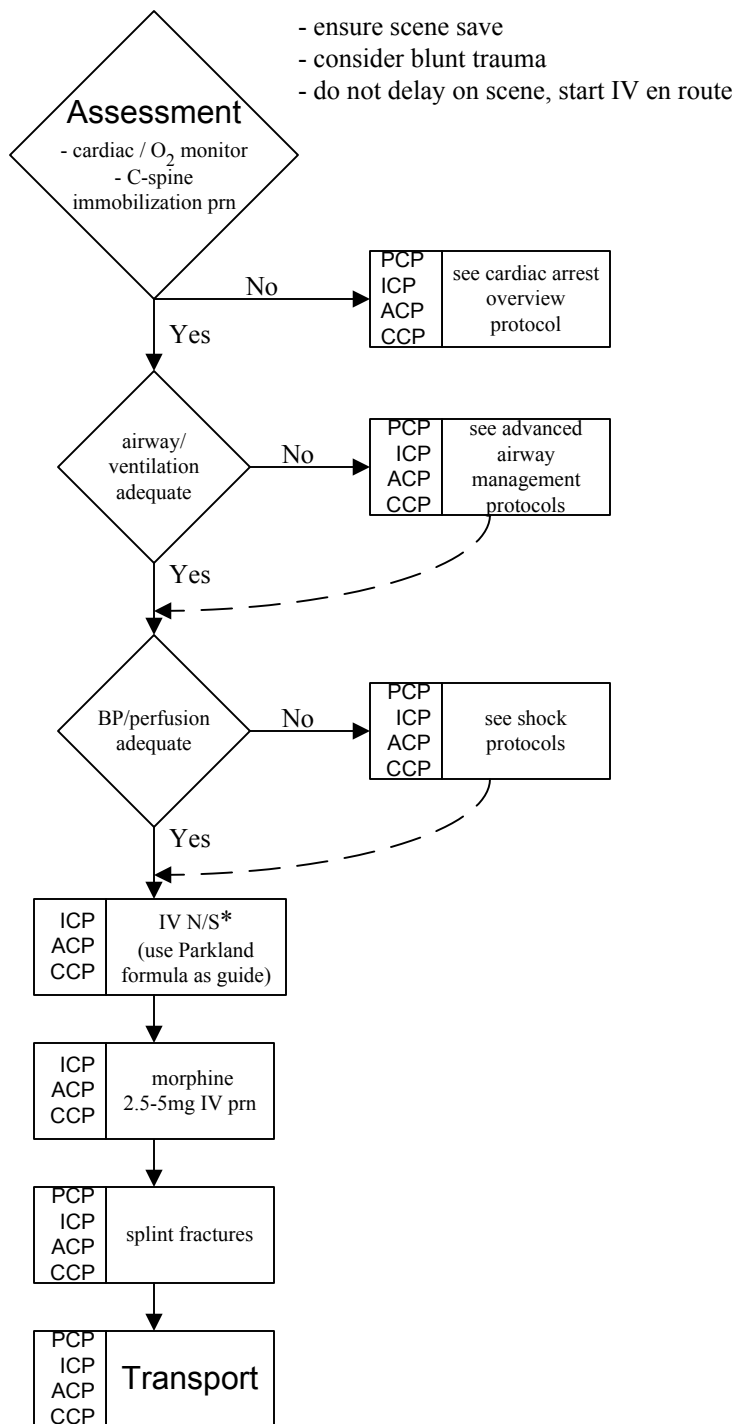 - ensure scene save
- consider blunt trauma
- do not delay on scene, start IV en route
Assessment
- cardiac / O2 monitor
- C-spine
immobilization prn
No
PCP
ICP
ACP
CCP
see cardiac arrest
overview
protocol
Yes
airway/
ventilation
adequate
No
PCP
ICP
ACP
CCP
see advanced
airway
management
protocols
Yes
BP/perfusion
adequate
No
PCP
ICP
ACP
CCP
see shock
protocols
Yes
ICP
ACP
CCP
IV N/S*
(use Parkland
formula as guide)
ICP
ACP
CCP
morphine
2.5-5mg IV prn
PCP
ICP
ACP
CCP
splint fractures
PCP
ICP
ACP
CCP
Transport